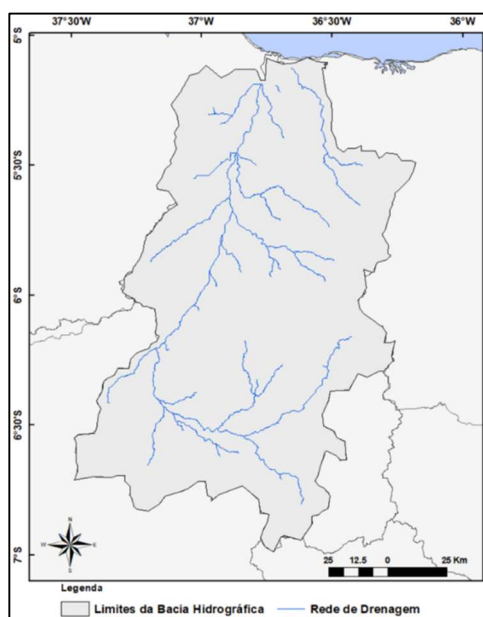 37°30'W 37°W 36°30'W 36°W
5°S
5°30'S
6°S
6°30'S
7°S
N
W E
S
25 12.5 0 25 Km
Legenda
Limites da Bacia Hidrográfica Rede de Drenagem